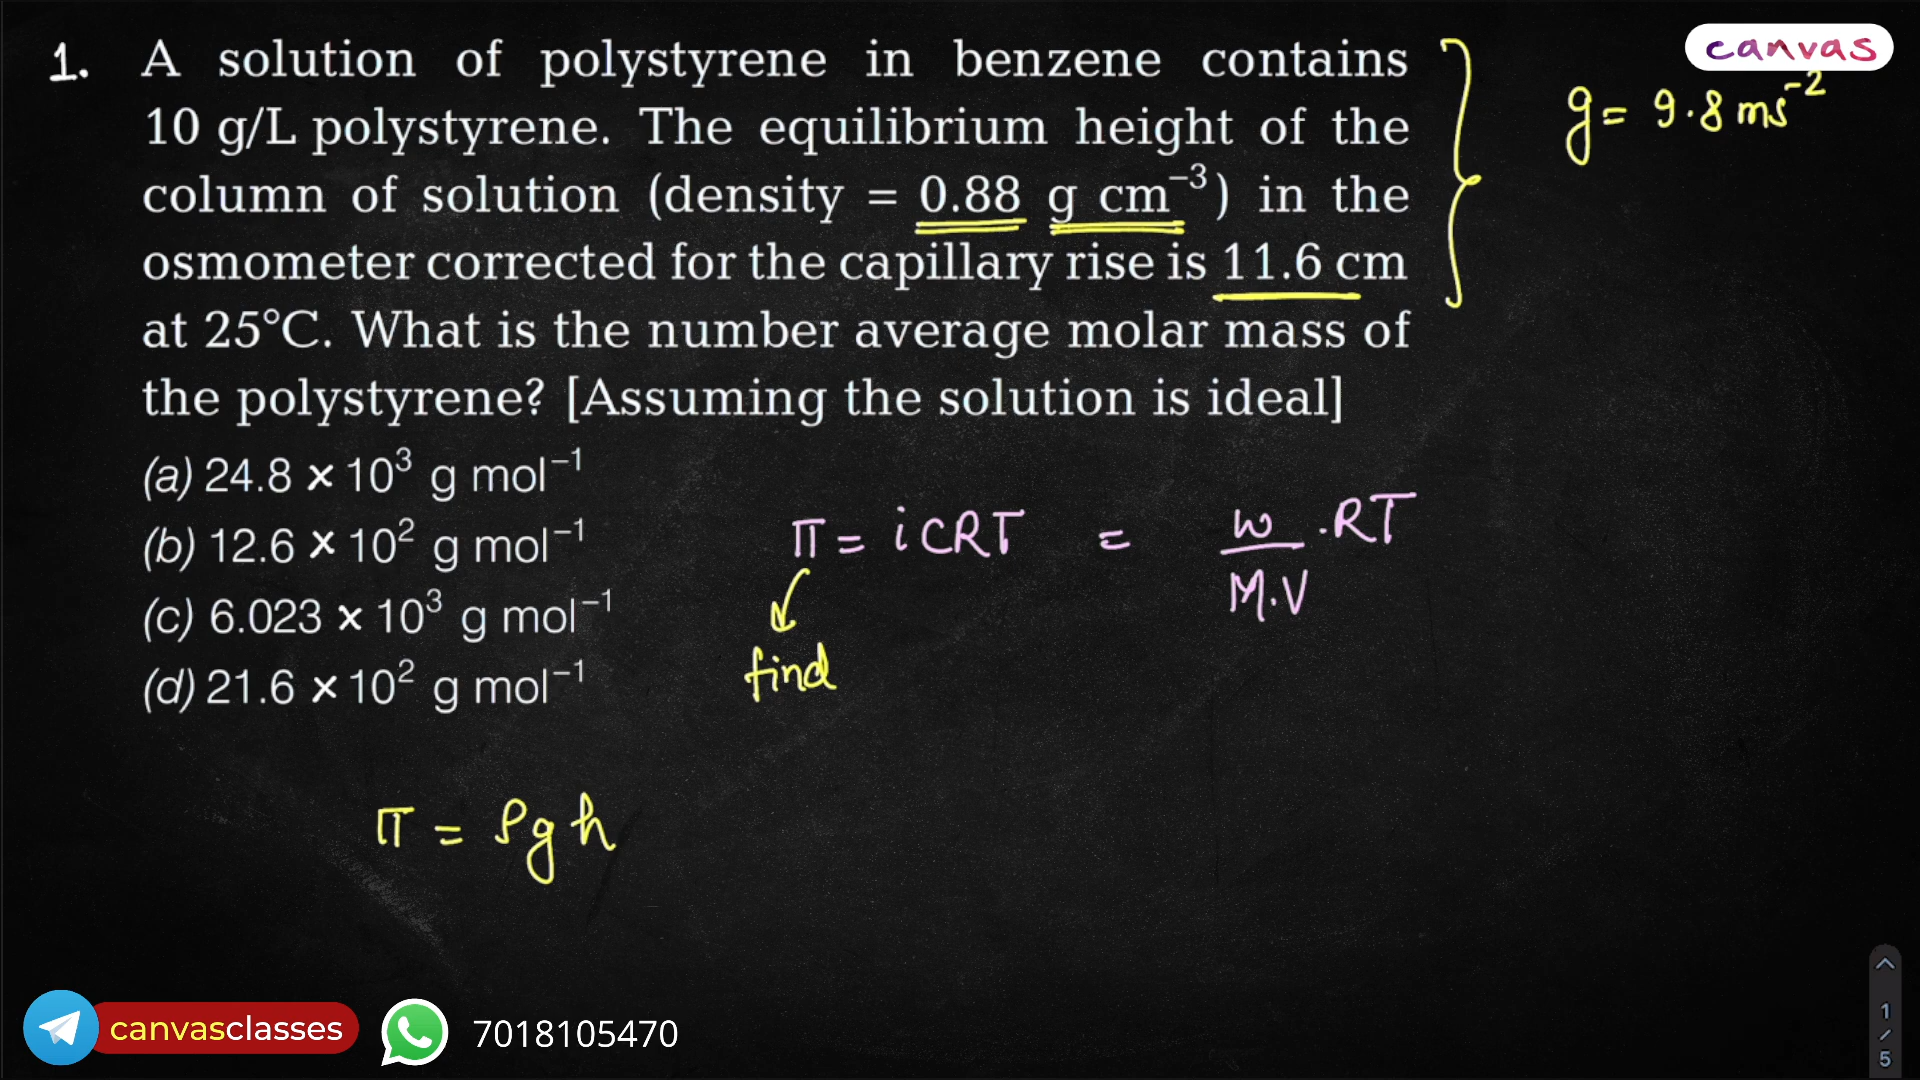 canvas
1. A solution of polystyrene in benzene contains
10 g/L polystyrene. The equilibrium height of the
column of solution (density = 0.88 g cm⁻³) in the
osmometer corrected for the capillary rise is 11.6 cm
at 25°C. What is the number average molar mass of
the polystyrene? [Assuming the solution is ideal]
g = 9.8 ms⁻²
(a) 24.8 × 10³ g mol⁻¹
(b) 12.6 × 10² g mol⁻¹
(c) 6.023 × 10³ g mol⁻¹
(d) 21.6 × 10² g mol⁻¹
π = iCRT = w/M.V .RT
find
π = ρgh
canvasclasses
7018105470
1
/
5